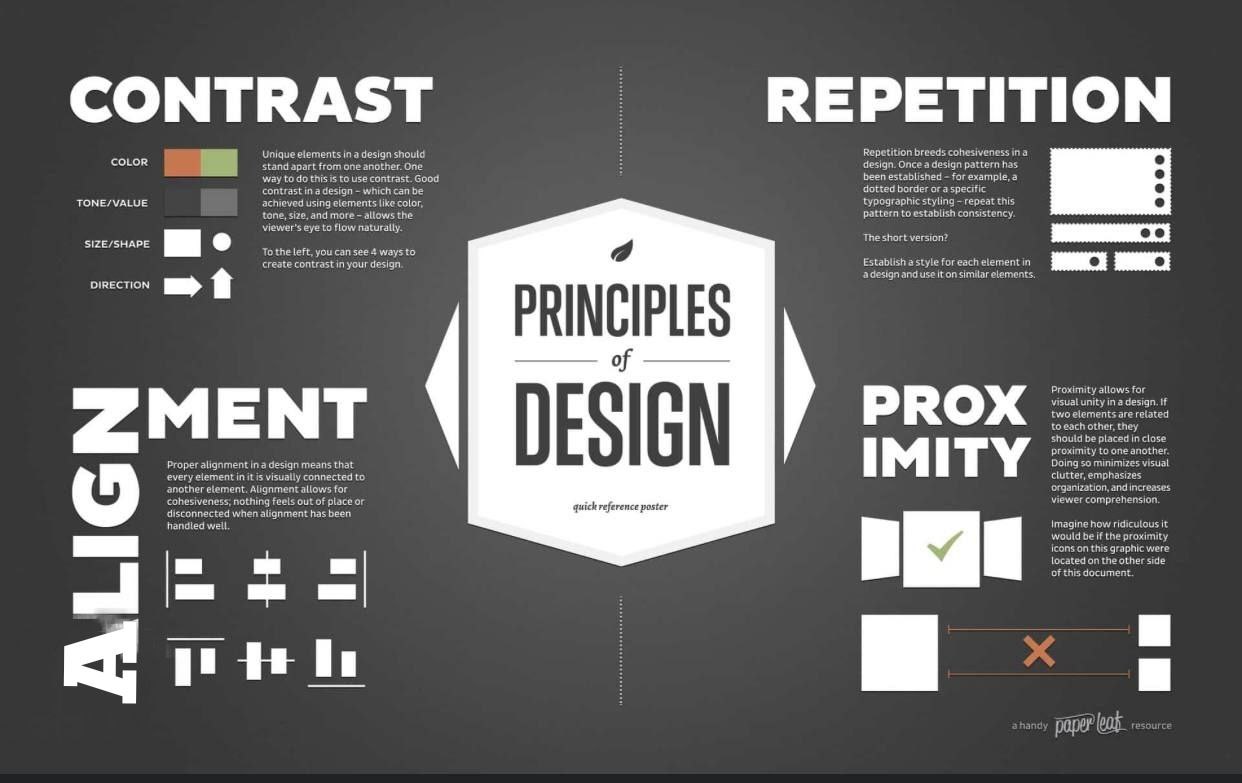 CONTRAST
COLOR
TONE/VALUE
SIZE/SHAPE
DIRECTION
Unique elements in a design should
stand apart from one another. One
way to do this is to use contrast. Good
contrast in a design – which can be
achieved using elements like color,
tone, size, and more – allows the
viewer's eye to flow naturally.
To the left, you can see 4 ways to
create contrast in your design.
REPETITION
Repetition breeds cohesiveness in a
design. Once a design pattern has
been established – for example, a
dotted border or a specific
typographic styling – repeat this
pattern to establish consistency.
The short version?
Establish a style for each element in
a design and use it on similar elements.
PRINCIPLES
of
DESIGN
quick reference poster
ALIGNMENT
Proper alignment in a design means that
every element in it is visually connected to
another element. Alignment allows for
cohesiveness; nothing feels out of place or
disconnected when alignment has been
handled well.
PROX
IMITY
Proximity allows for
visual unity in a design. If
two elements are related
to each other, they
should be placed in close
proximity to one another.
Doing so minimizes visual
clutter, emphasizes
organization, and increases
viewer comprehension.
Imagine how ridiculous it
would be if the proximity
icons on this graphic were
located on the other side
of this document.
a handy paper leaf resource